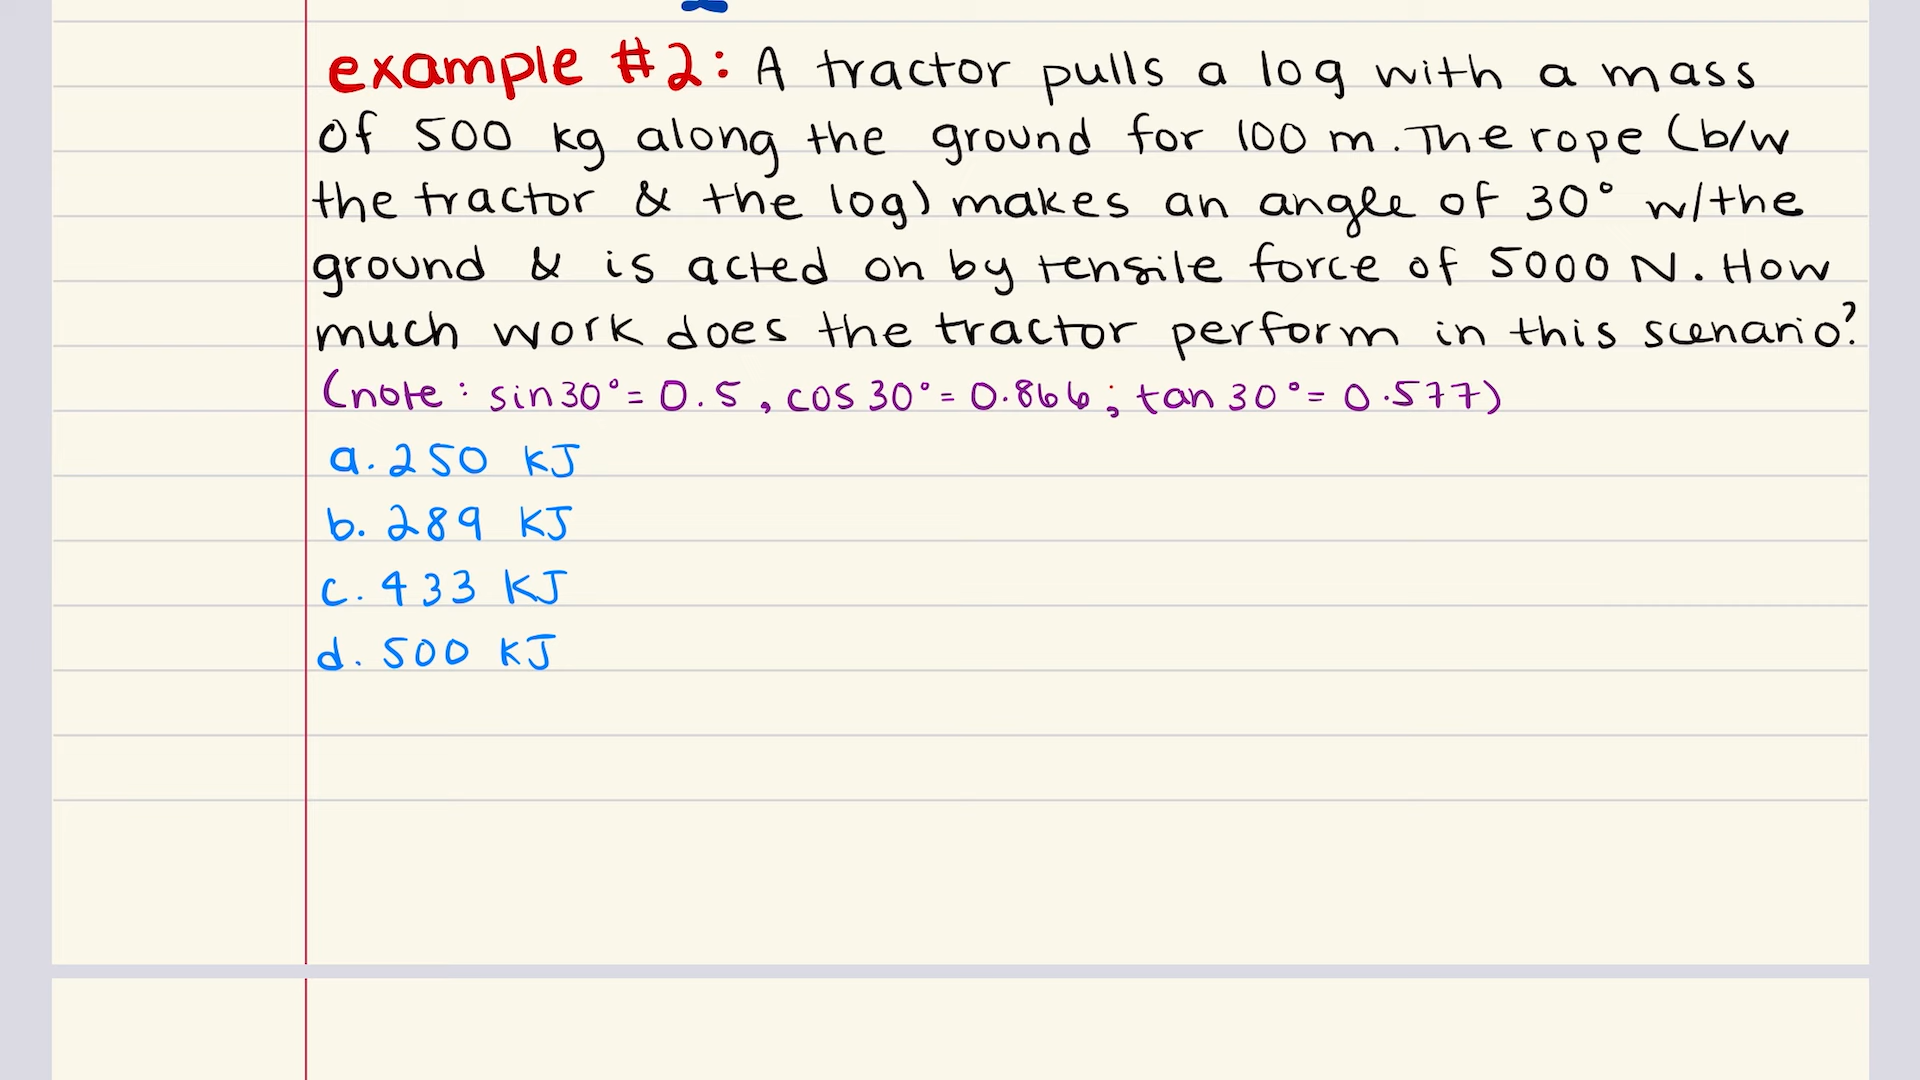 example #2: A tractor pulls a log with a mass
of 500 kg along the ground for 100 m. The rope (b/w
the tractor & the log) makes an angle of 30° w/the
ground & is acted on by tensile force of 5000 N. How
much work does the tractor perform in this scenario?
(note: sin30°= 0.5, cos 30°= 0.866; tan 30°= 0.577)
a. 250 KJ
b. 289 KJ
c. 433 KJ
d. 500 KJ